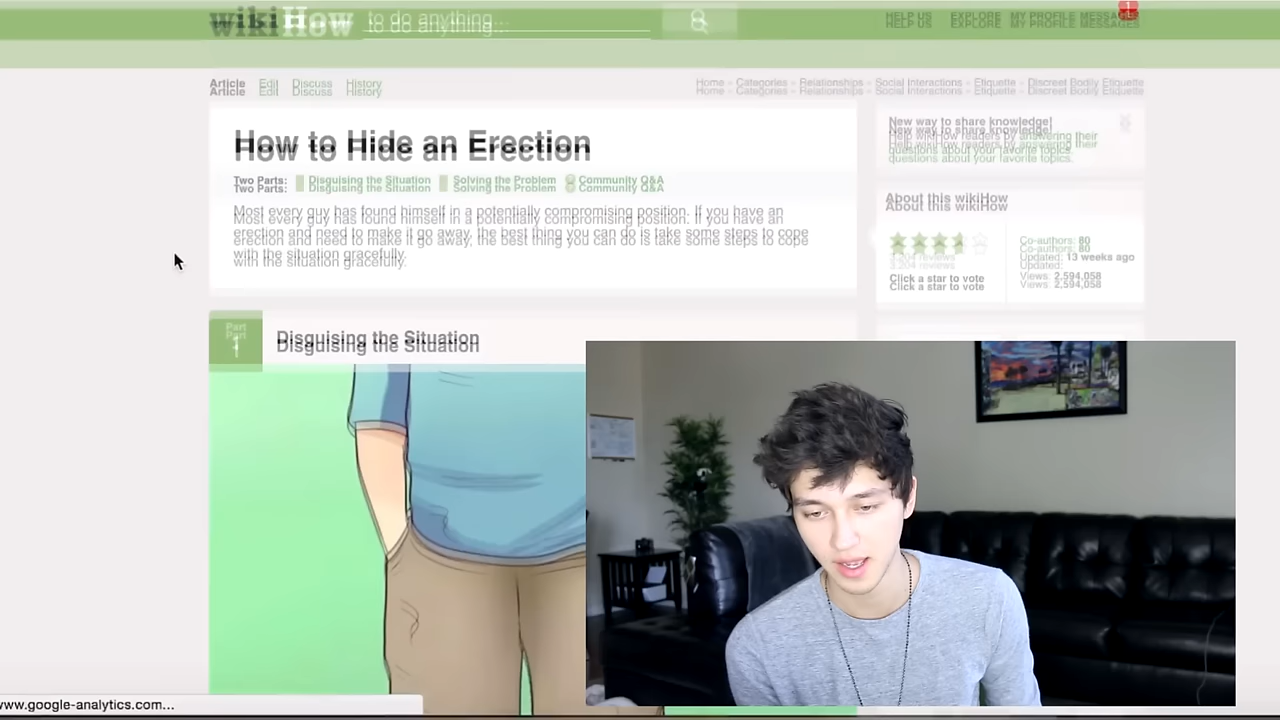 wikiHow to do anything...
HELP US EXPLORE MY PROFILE MESSAGES
1
Article Edit Discuss History
Home » Categories » Relationships » Social Interactions » Etiquette » Discreet Bodily Etiquette
How to Hide an Erection
Two Parts: Disguising the Situation Solving the Problem Community Q&A
Most every guy has found himself in a potentially compromising position. If you have an
erection and need to make it go away, the best thing you can do is take some steps to cope
with the situation gracefully.
New way to share knowledge!
Help wikiHow readers by answering their
questions about your favorite topics.
About this wikiHow
3,204 reviews
Click a star to vote
Co-authors: 80
Updated: 13 weeks ago
Views: 2,594,058
Part
1
Disguising the Situation
www.google-analytics.com...